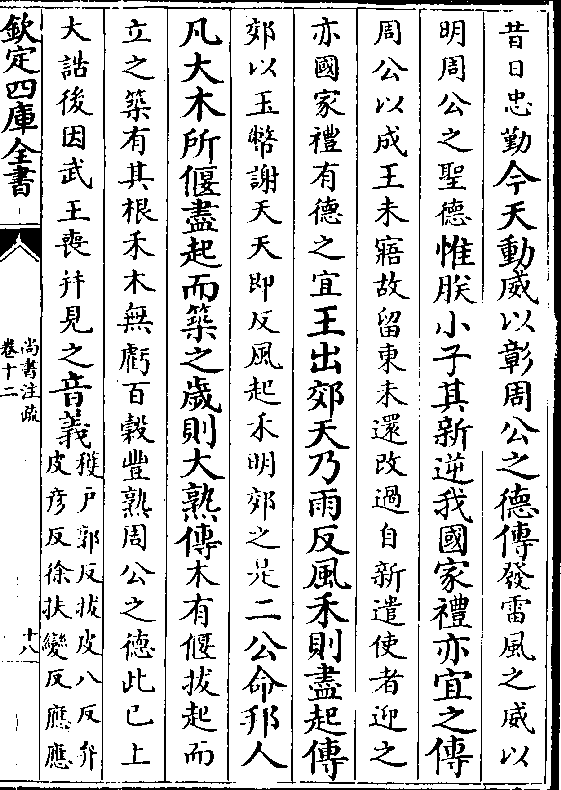 昔日忠勤今天動威以彰周公之德傳發雷風之威以
明周公之聖德惟朕小子其新逆我國家禮亦宜之傳
周公以成王未寤故留東未還改過自新遣使者迎之
亦國家禮有德之宜王出郊天乃雨反風禾則盡起傳
郊以玉幣謝天天即反風起禾明郊之是二公命邦人
凡大木所偃盡起而築之歲則大熟傳木有偃拔起而
立之築有其根禾木無虧百穀豐熟周公之德此已上
大誥後因武王喪幷見之音義穫戶郭反拔皮八反弁
皮彥反徐扶變反應應
欽定四庫全書
尚書注疏
卷十二
十八